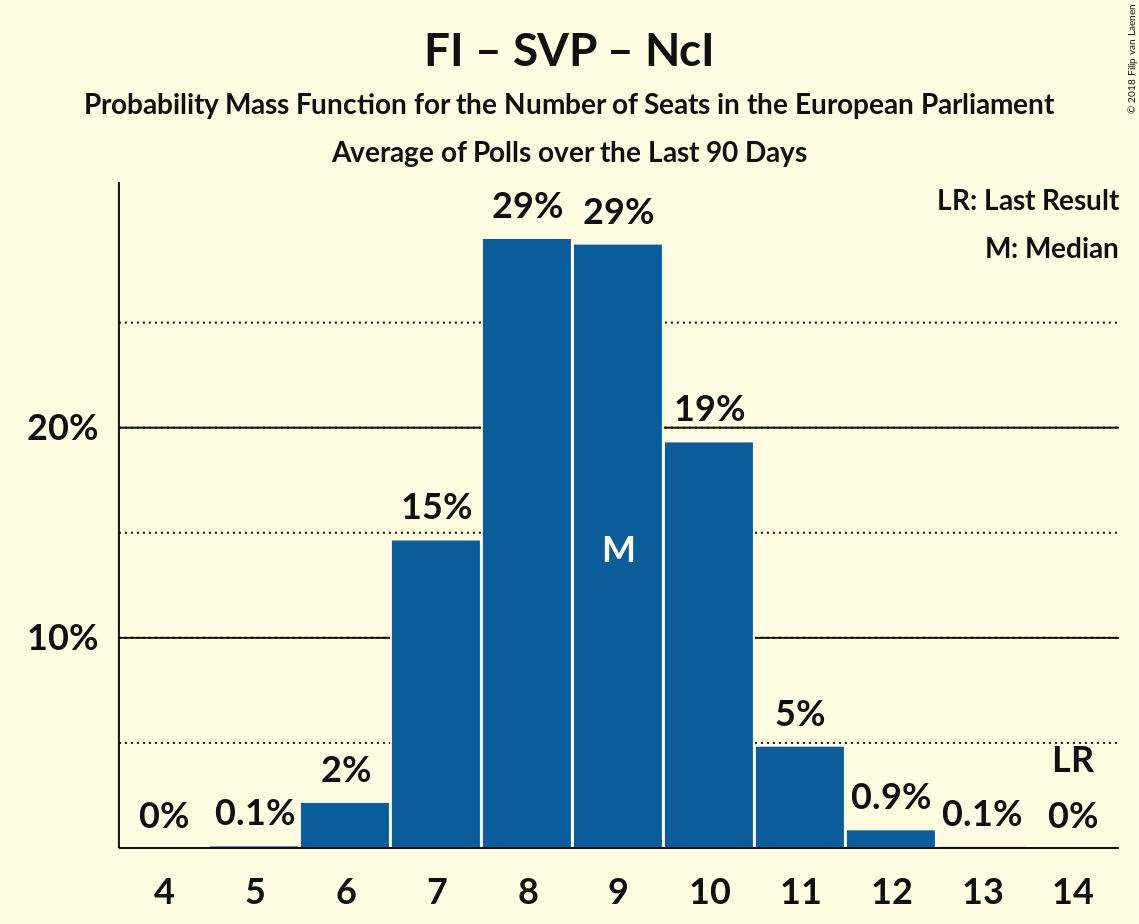 FI – SVP – NcI
Probability Mass Function for the Number of Seats in the European Parliament
Average of Polls over the Last 90 Days
© 2018 Filip van Laenen
LR: Last Result
M: Median
29%
29%
20%
19%
15%
M
10%
5%
LR
2%
0.9%
0%
0.1%
0.1%
0%
4 5 6 7 8 9 10 11 12 13 14